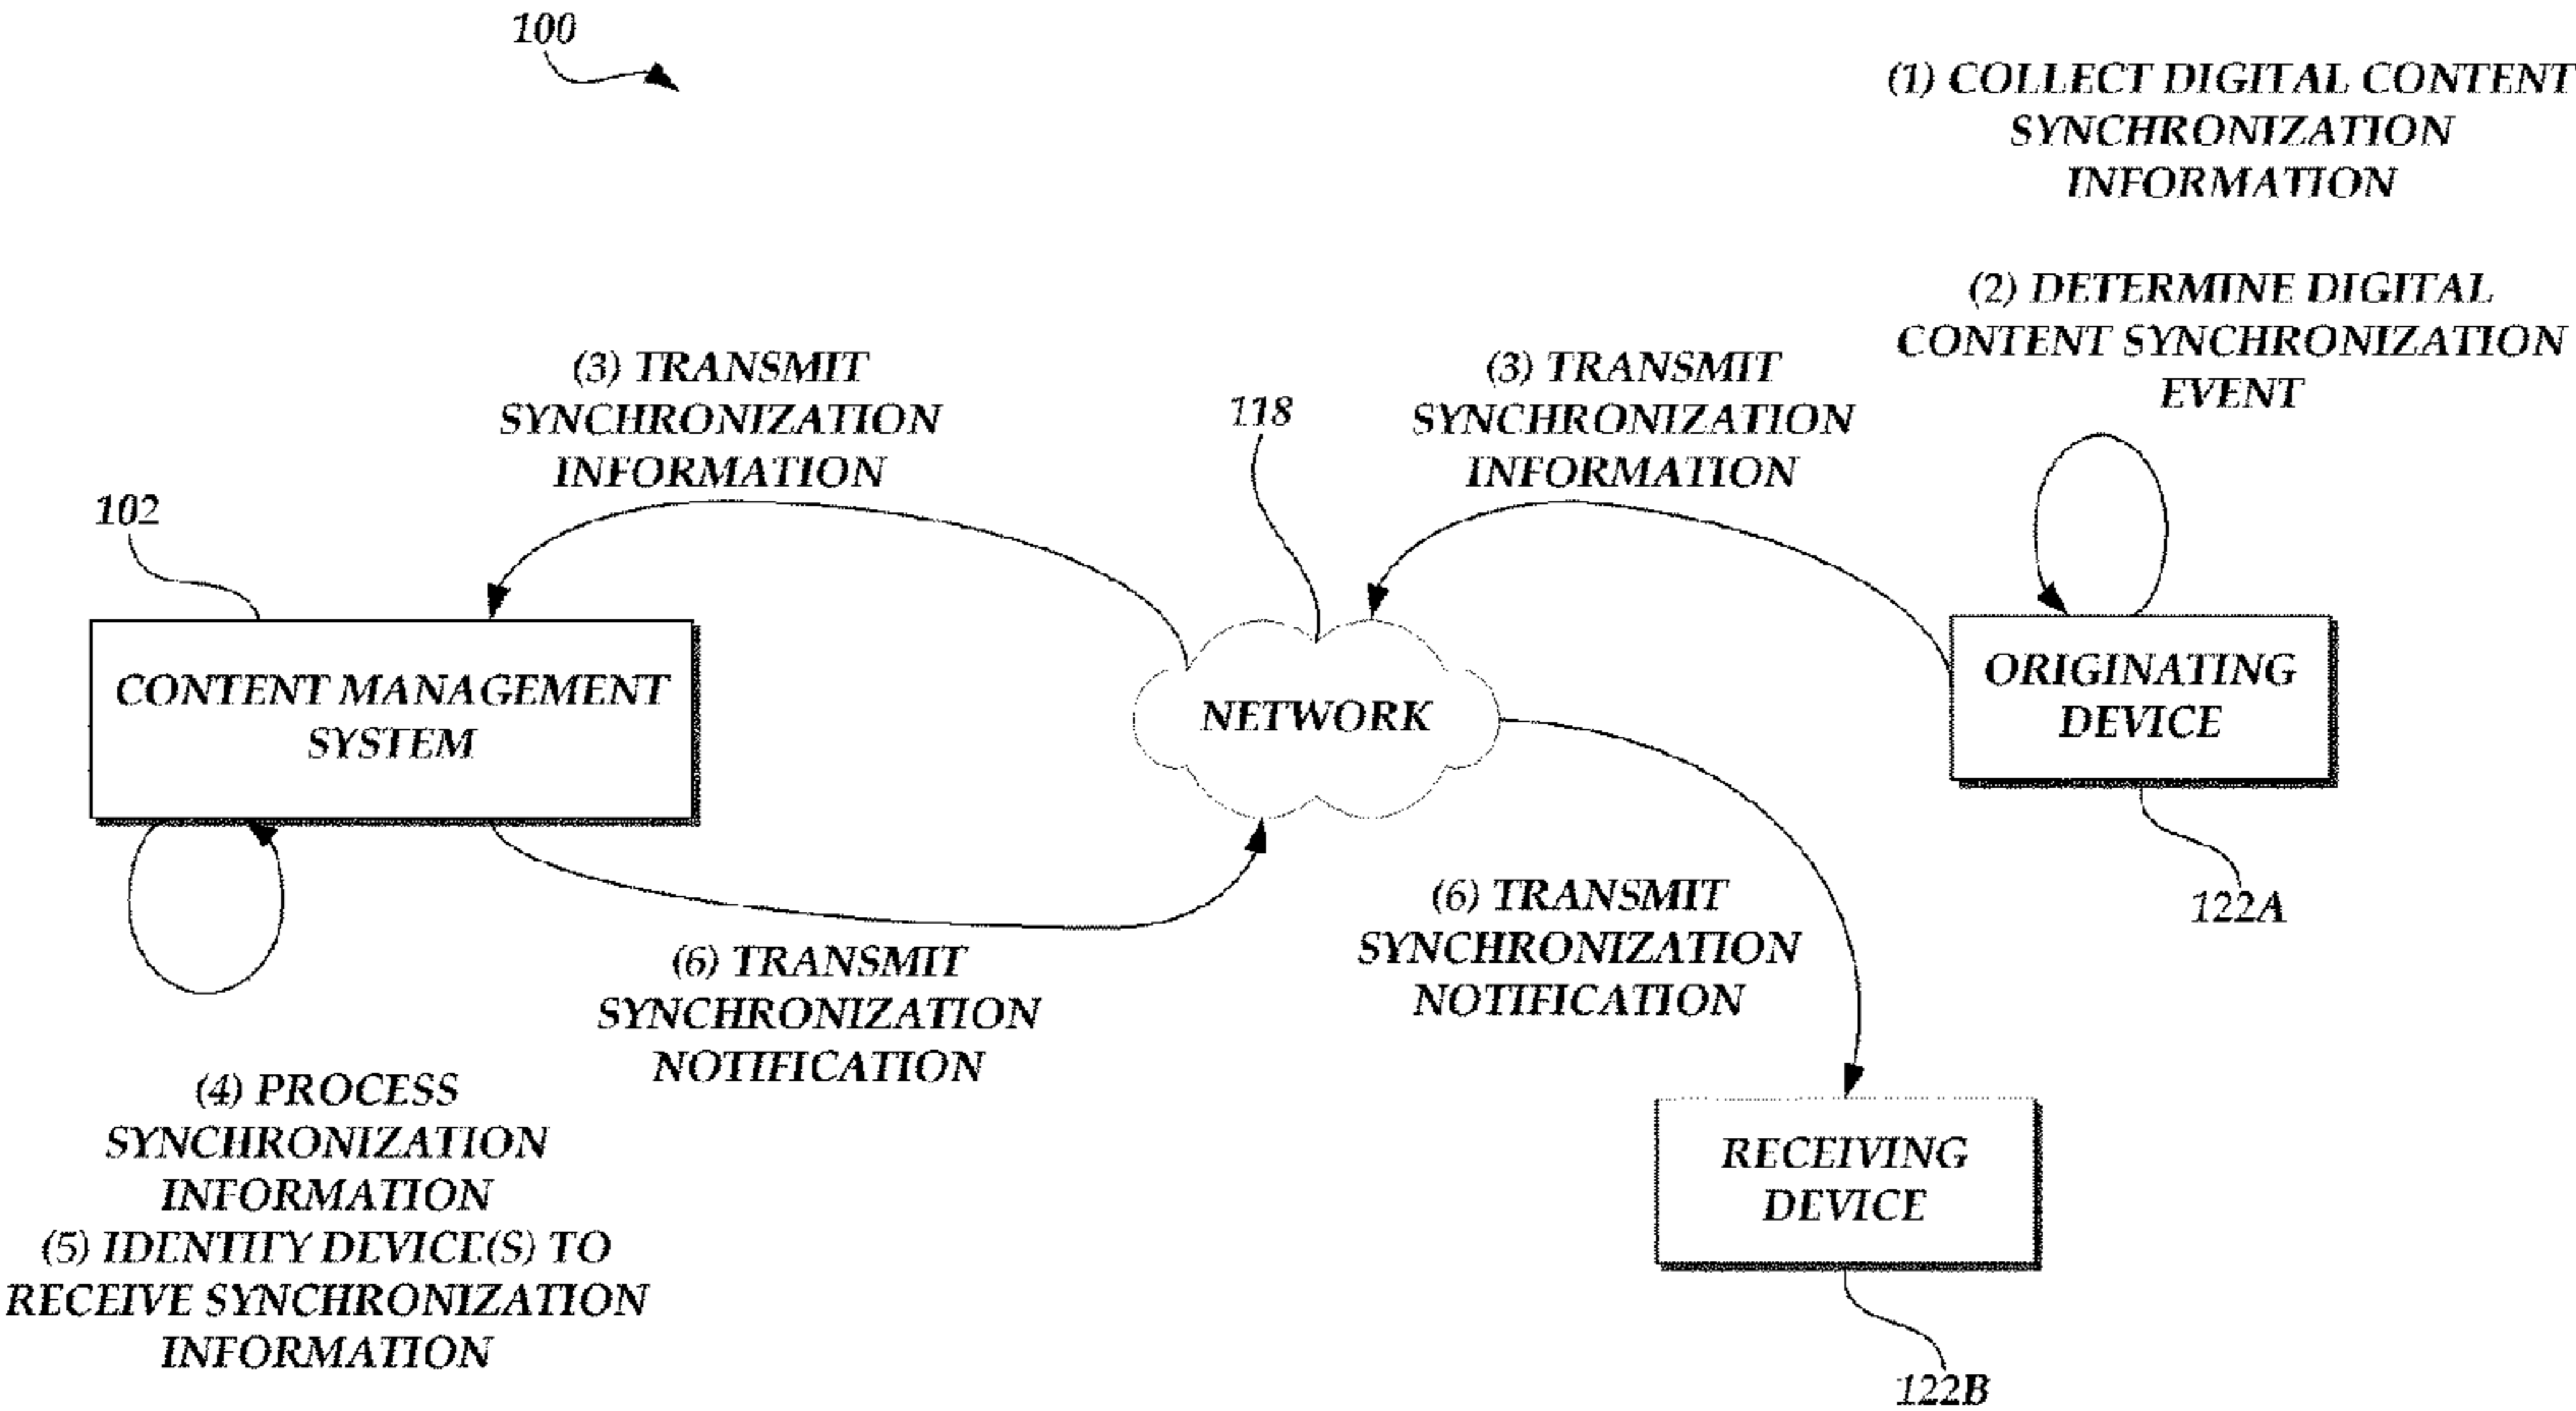 100
(1) COLLECT DIGITAL CONTENT
SYNCHRONIZATION
INFORMATION
(2) DETERMINE DIGITAL
CONTENT SYNCHRONIZATION
EVENT
(3) TRANSMIT
SYNCHRONIZATION
INFORMATION
118
(3) TRANSMIT
SYNCHRONIZATION
INFORMATION
102
CONTENT MANAGEMENT
SYSTEM
NETWORK
ORIGINATING
DEVICE
122A
(6) TRANSMIT
SYNCHRONIZATION
NOTIFICATION
(6) TRANSMIT
SYNCHRONIZATION
NOTIFICATION
(4) PROCESS
SYNCHRONIZATION
INFORMATION
(5) IDENTITY DEVICE(S) TO
RECEIVE SYNCHRONIZATION
INFORMATION
RECEIVING
DEVICE
122B